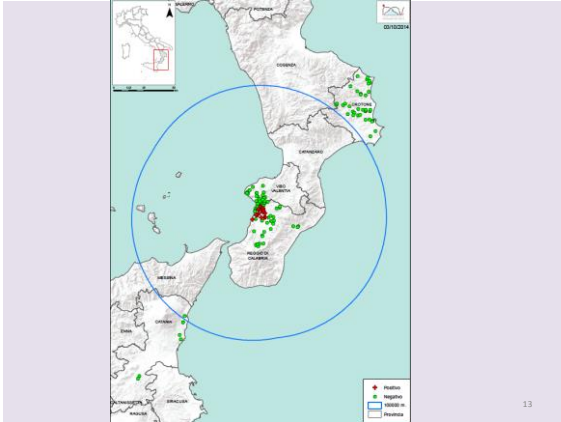 POTENZA
03/10/2014
COSENZA
CROTONE
CATANZARO
VIBO
VALENTIA
REGGIO DI
CALABRIA
MESSINA
CATANIA
ENNA
CALTANISSETTA
SIRACUSA
RAGUSA
Positivo
Negativo
100000 m
Provincia
13